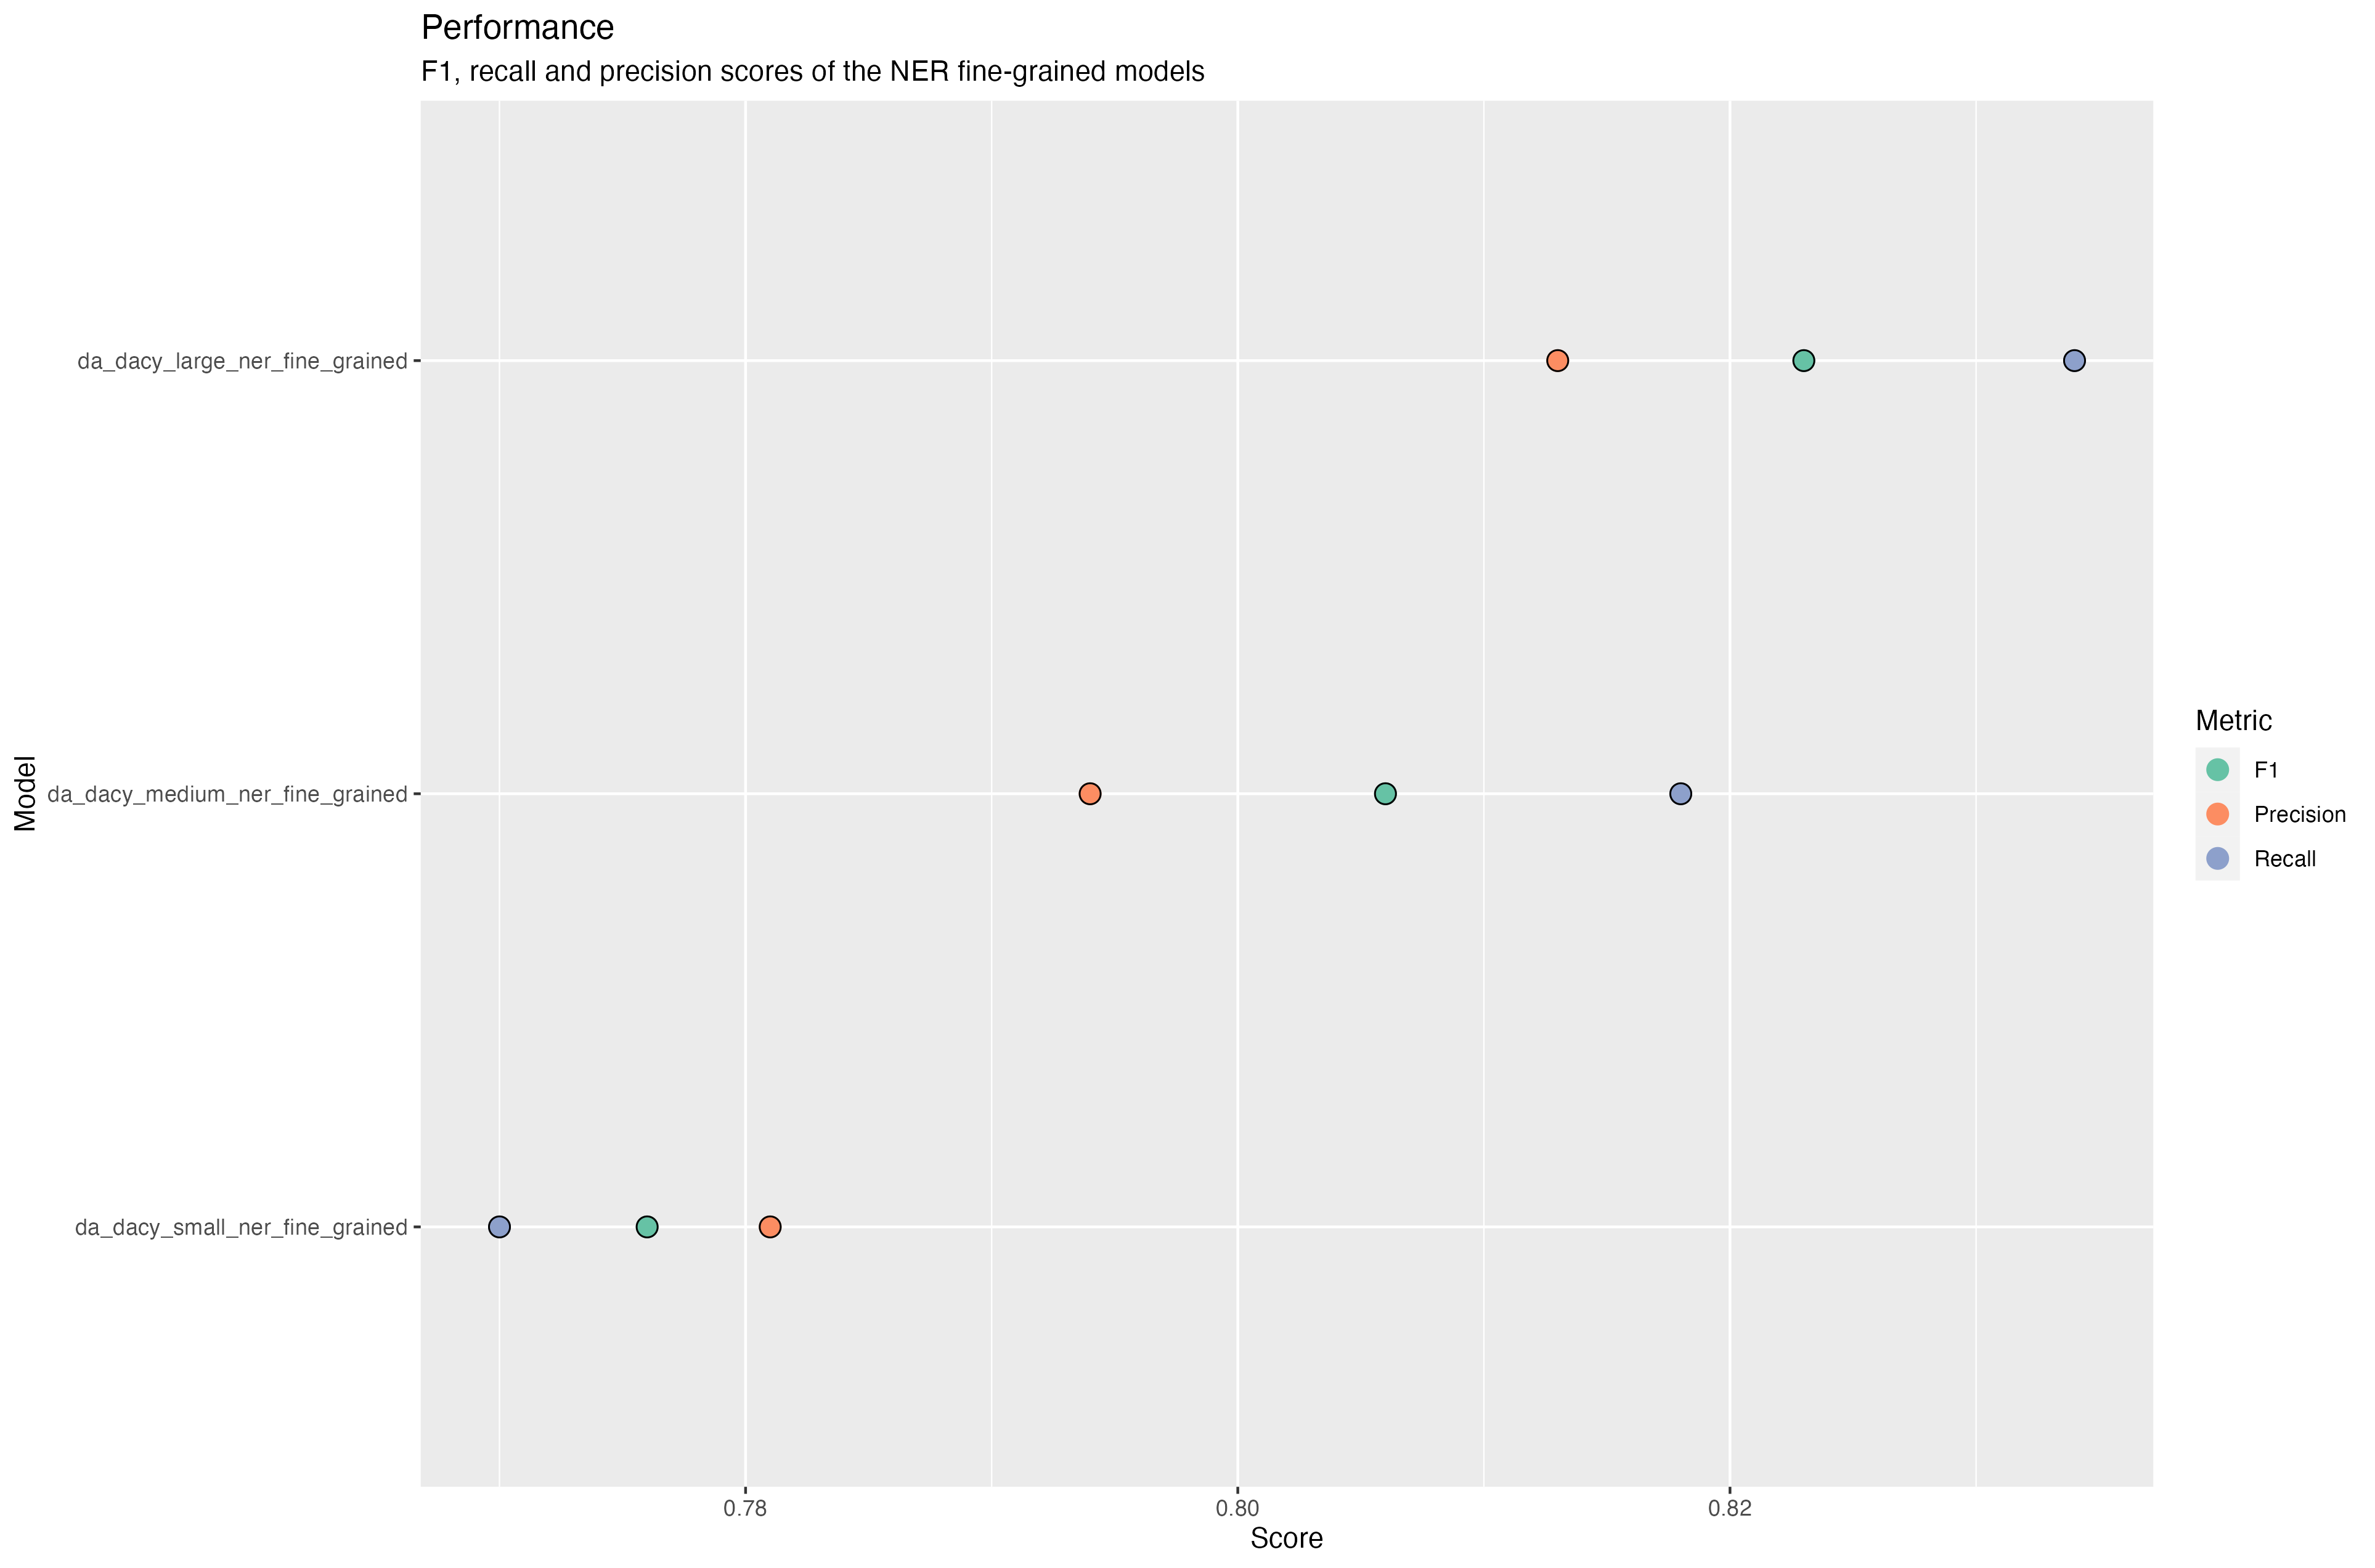 Performance
F1, recall and precision scores of the NER fine-grained models
Model
da_dacy_large_ner_fine_grained
da_dacy_medium_ner_fine_grained
da_dacy_small_ner_fine_grained
0.78
0.80
0.82
Score
Metric
F1
Precision
Recall